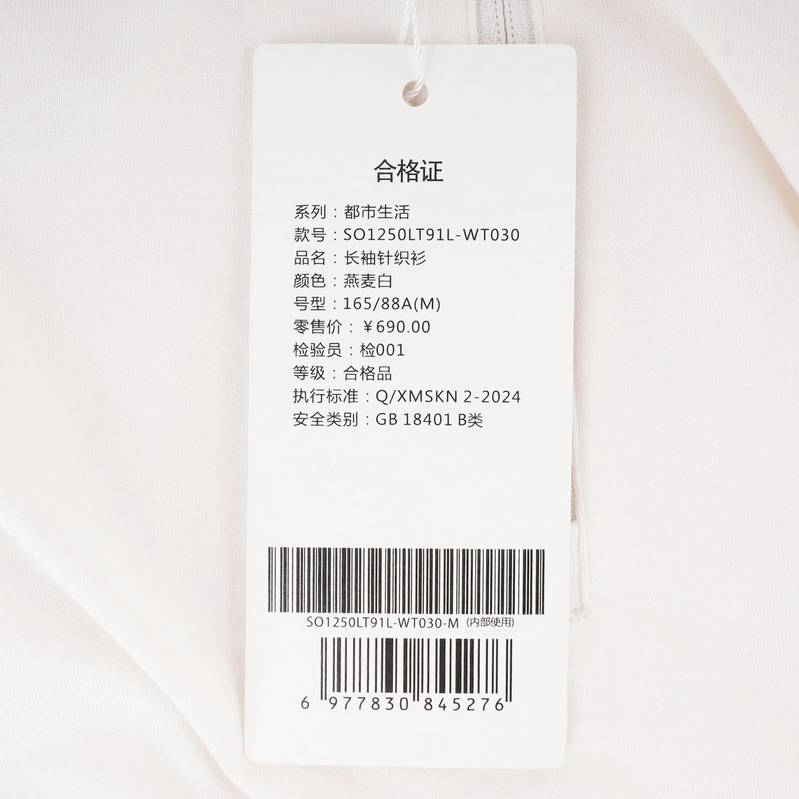 合格证
系列：都市生活
款号：SO1250LT91L-WT030
品名：长袖针织衫
颜色：燕麦白
号型：165/88A(M)
零售价：￥690.00
检验员：检001
等级：合格品
执行标准：Q/XMSKN 2-2024
安全类别：GB 18401 B类
SO1250LT91L-WT030-M (内部使用)
6 977830 845276